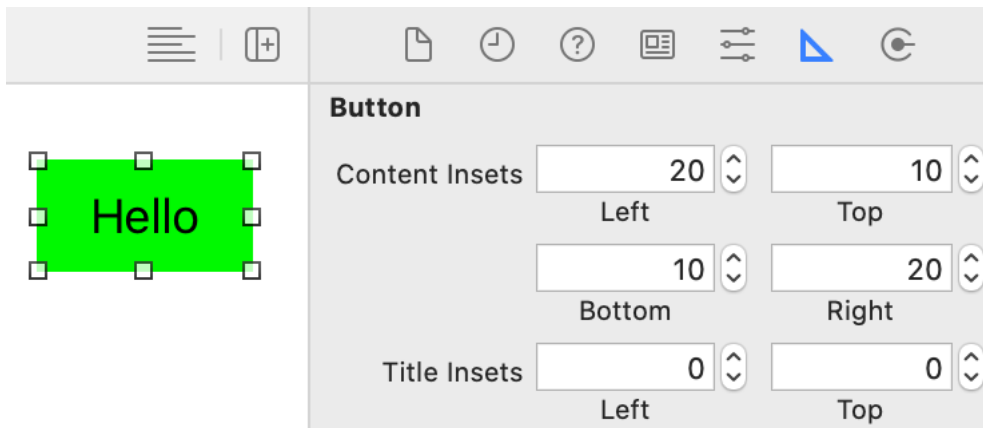 Button
Hello
Content Insets 20 10
Left Top
10 20
Bottom Right
Title Insets 0 0
Left Top